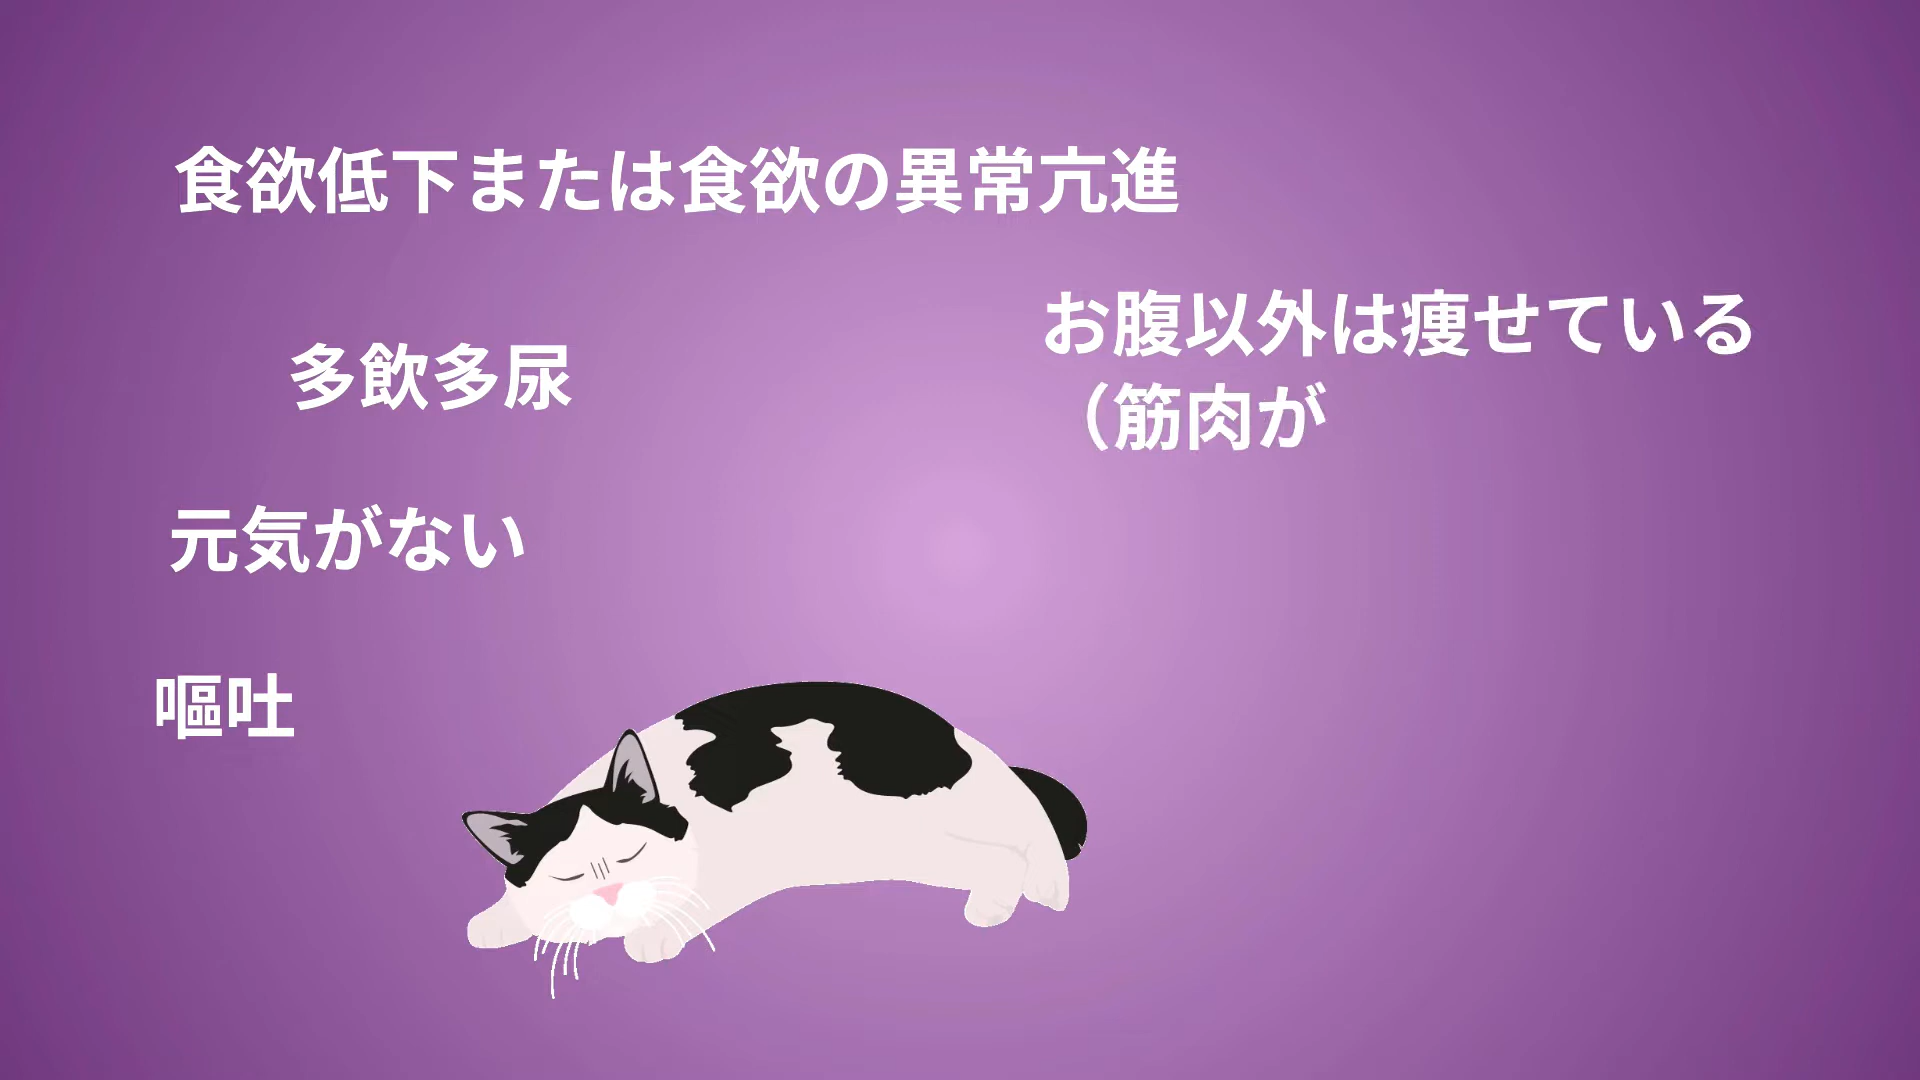 食欲低下または食欲の異常亢進
お腹以外は痩せている
（筋肉が
多飲多尿
元気がない
嘔吐